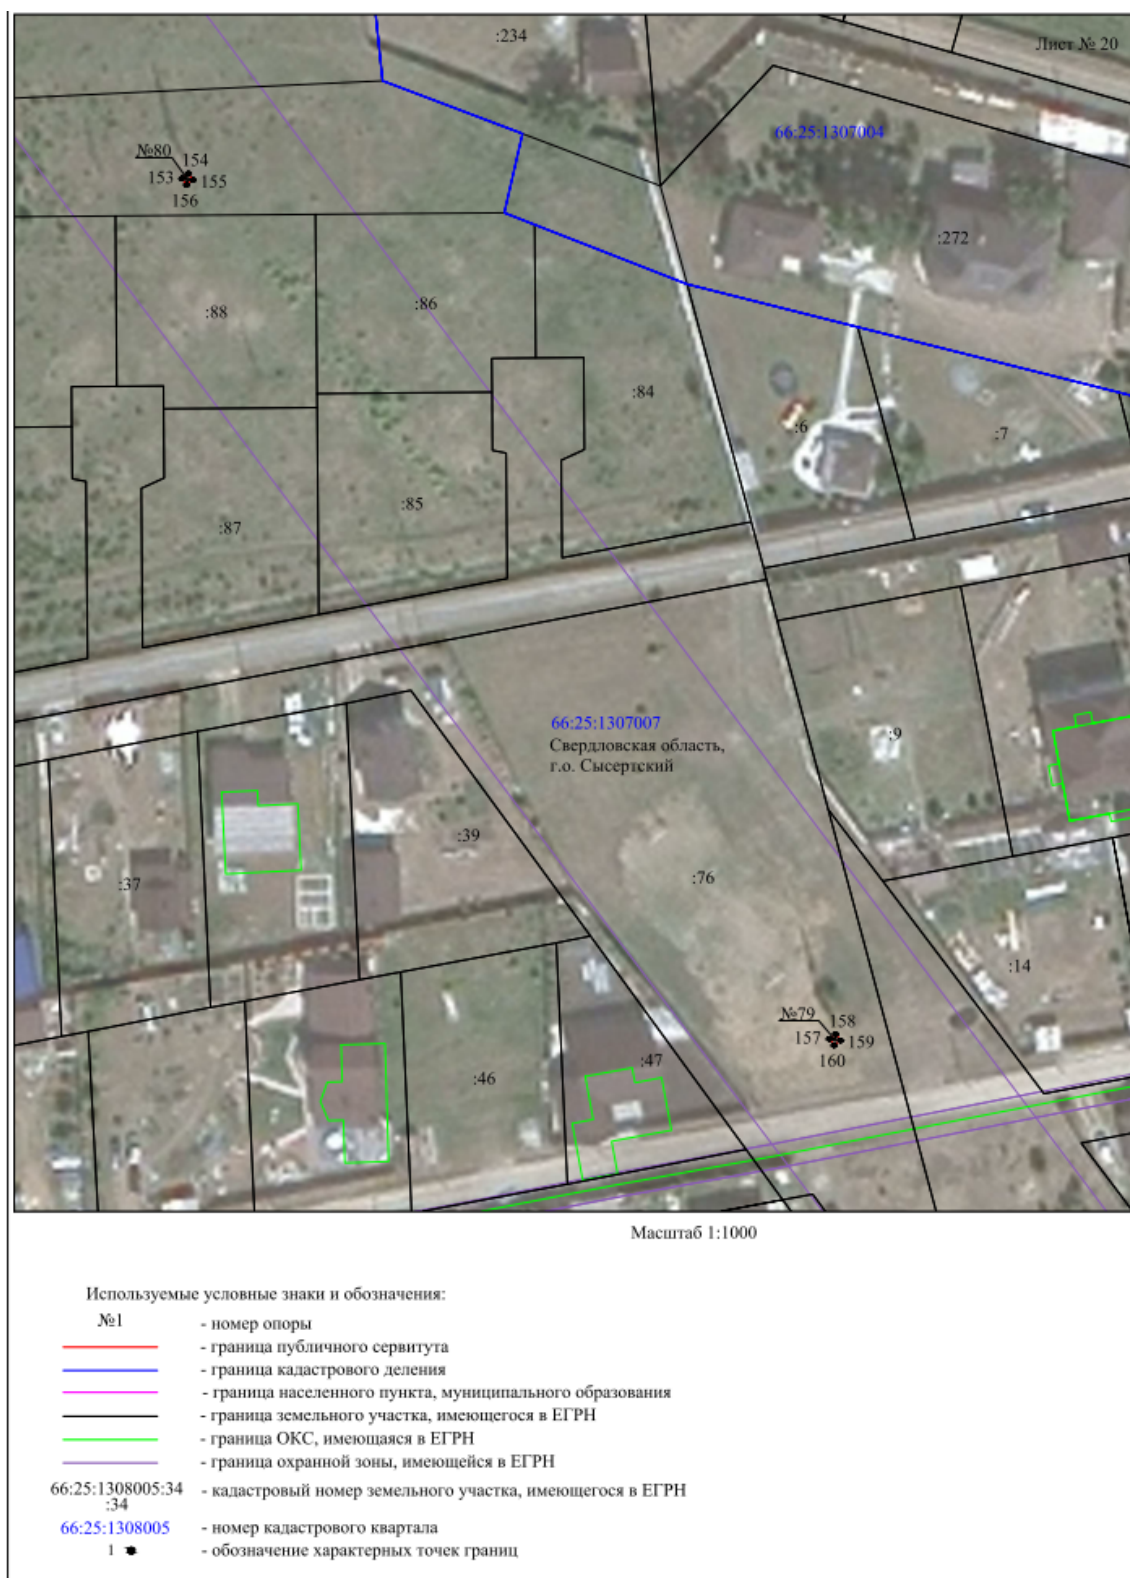 :234
Лист № 20
66:25:1307004
№80
154
153
155
156
:272
:88
:86
:84
:6
:7
:85
:87
66:25:1307007
Свердловская область,
г.о. Сысертский
:9
:39
:76
:37
:14
№79
158
157
159
160
:47
:46
Масштаб 1:1000
Используемые условные знаки и обозначения:
№1 - номер опоры
- граница публичного сервитута
- граница кадастрового деления
- граница населенного пункта, муниципального образования
- граница земельного участка, имеющегося в ЕГРН
- граница ОКС, имеющаяся в ЕГРН
- граница охранной зоны, имеющейся в ЕГРН
66:25:1308005:34 - кадастровый номер земельного участка, имеющегося в ЕГРН
:34
66:25:1308005 - номер кадастрового квартала
1 - обозначение характерных точек границ